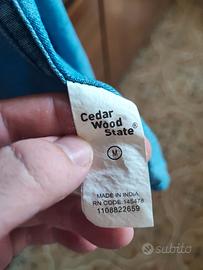 Cedar
Wood
State®
M
MADE IN INDIA
RN CODE: 145478
1108822659
subito